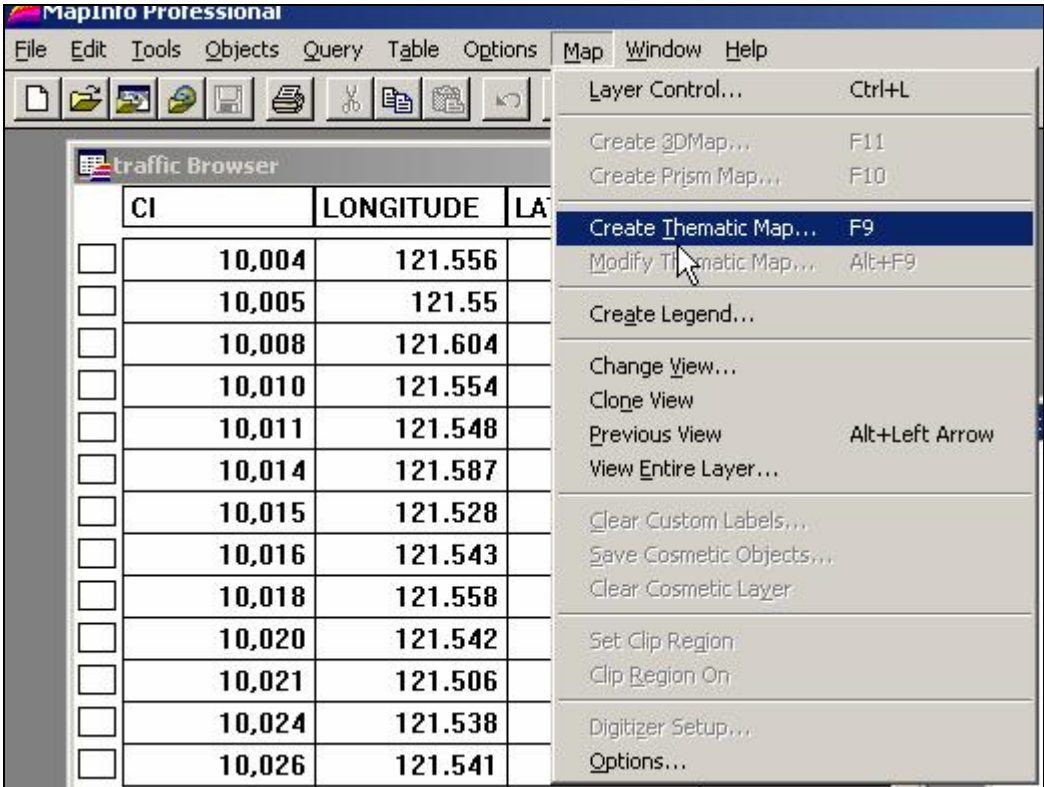 MapInfo Professional
File Edit Tools Objects Query Table Options Map Window Help
Layer Control... Ctrl+L
Create 3DMap... F11
Create Prism Map... F10
Create Thematic Map... F9
Modify Thematic Map... Alt+F9
Create Legend...
Change View...
Clone View
Previous View Alt+Left Arrow
View Entire Layer...
Clear Custom Labels...
Save Cosmetic Objects...
Clear Cosmetic Layer
Set Clip Region
Clip Region On
Digitizer Setup...
Options...
traffic Browser
CI LONGITUDE LA
10,004 121.556
10,005 121.55
10,008 121.604
10,010 121.554
10,011 121.548
10,014 121.587
10,015 121.528
10,016 121.543
10,018 121.558
10,020 121.542
10,021 121.506
10,024 121.538
10,026 121.541